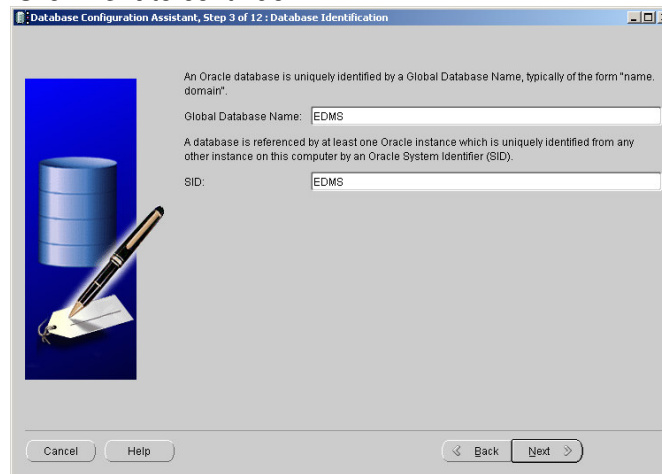 Database Configuration Assistant, Step 3 of 12 : Database Identification
An Oracle database is uniquely identified by a Global Database Name, typically of the form "name.
domain".
Global Database Name: EDMS
A database is referenced by at least one Oracle instance which is uniquely identified from any
other instance on this computer by an Oracle System Identifier (SID).
SID: EDMS
Cancel Help Back Next